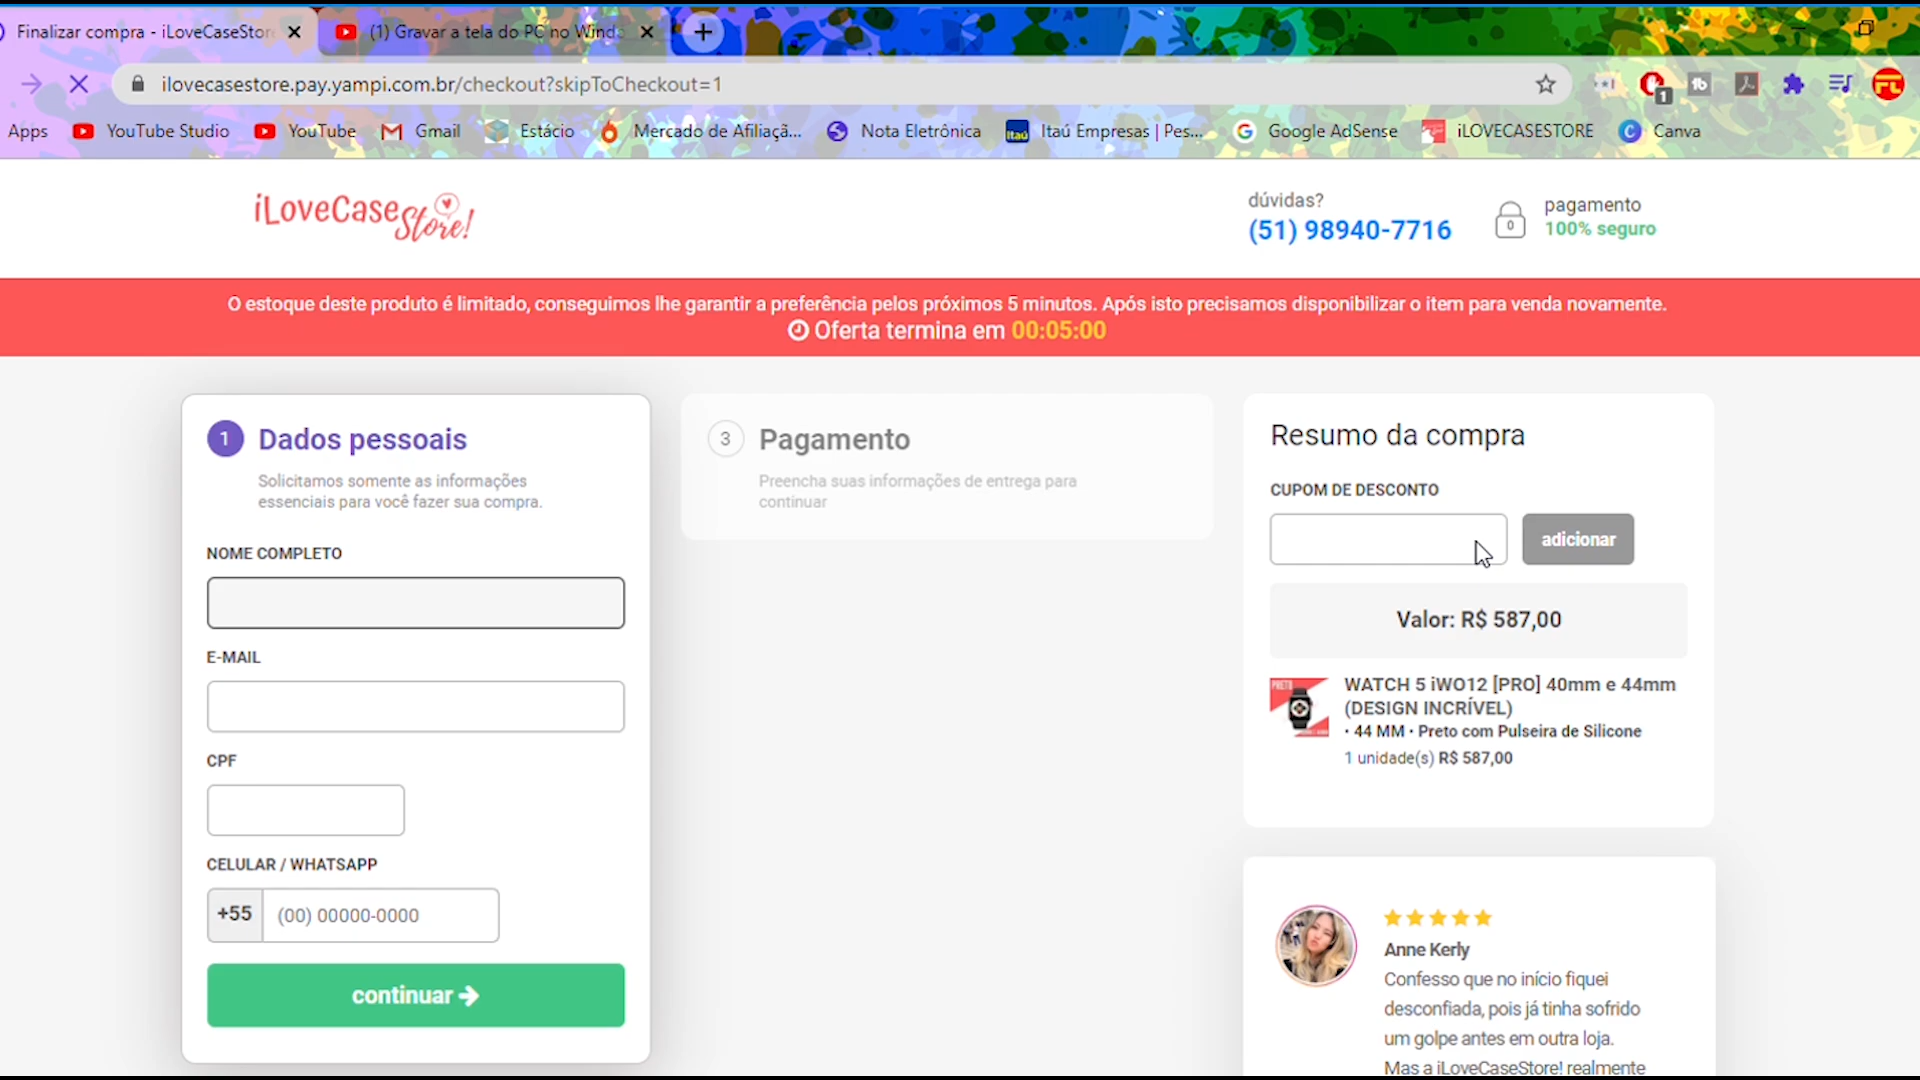 Finalizar compra - iLoveCaseStore
(1) Gravar a tela do PC no Wind
ilovecasestore.pay.yampi.com.br/checkout?skipToCheckout=1
1
Apps
YouTube Studio
YouTube
Gmail
Estácio
Mercado de Afiliaçã...
Nota Eletrônica
Itaú Empresas | Pes...
Google AdSense
iLOVECASESTORE
Canva
iLoveCase Store!
dúvidas?
(51) 98940-7716
pagamento
100% seguro
O estoque deste produto é limitado, conseguimos lhe garantir a preferência pelos próximos 5 minutos. Após isto precisamos disponibilizar o item para venda novamente.
Oferta termina em 00:05:00
1 Dados pessoais
Solicitamos somente as informações
essenciais para você fazer sua compra.
NOME COMPLETO
E-MAIL
CPF
CELULAR / WHATSAPP
+55 (00) 00000-0000
continuar
3 Pagamento
Preencha suas informações de entrega para
continuar
Resumo da compra
CUPOM DE DESCONTO
adicionar
Valor: R$ 587,00
PRETO
WATCH 5 iWO12 [PRO] 40mm e 44mm
(DESIGN INCRÍVEL)
• 44 MM • Preto com Pulseira de Silicone
1 unidade(s) R$ 587,00
Anne Kerly
Confesso que no início fiquei
desconfiada, pois já tinha sofrido
um golpe antes em outra loja.
Mas a iLoveCaseStore! realmente